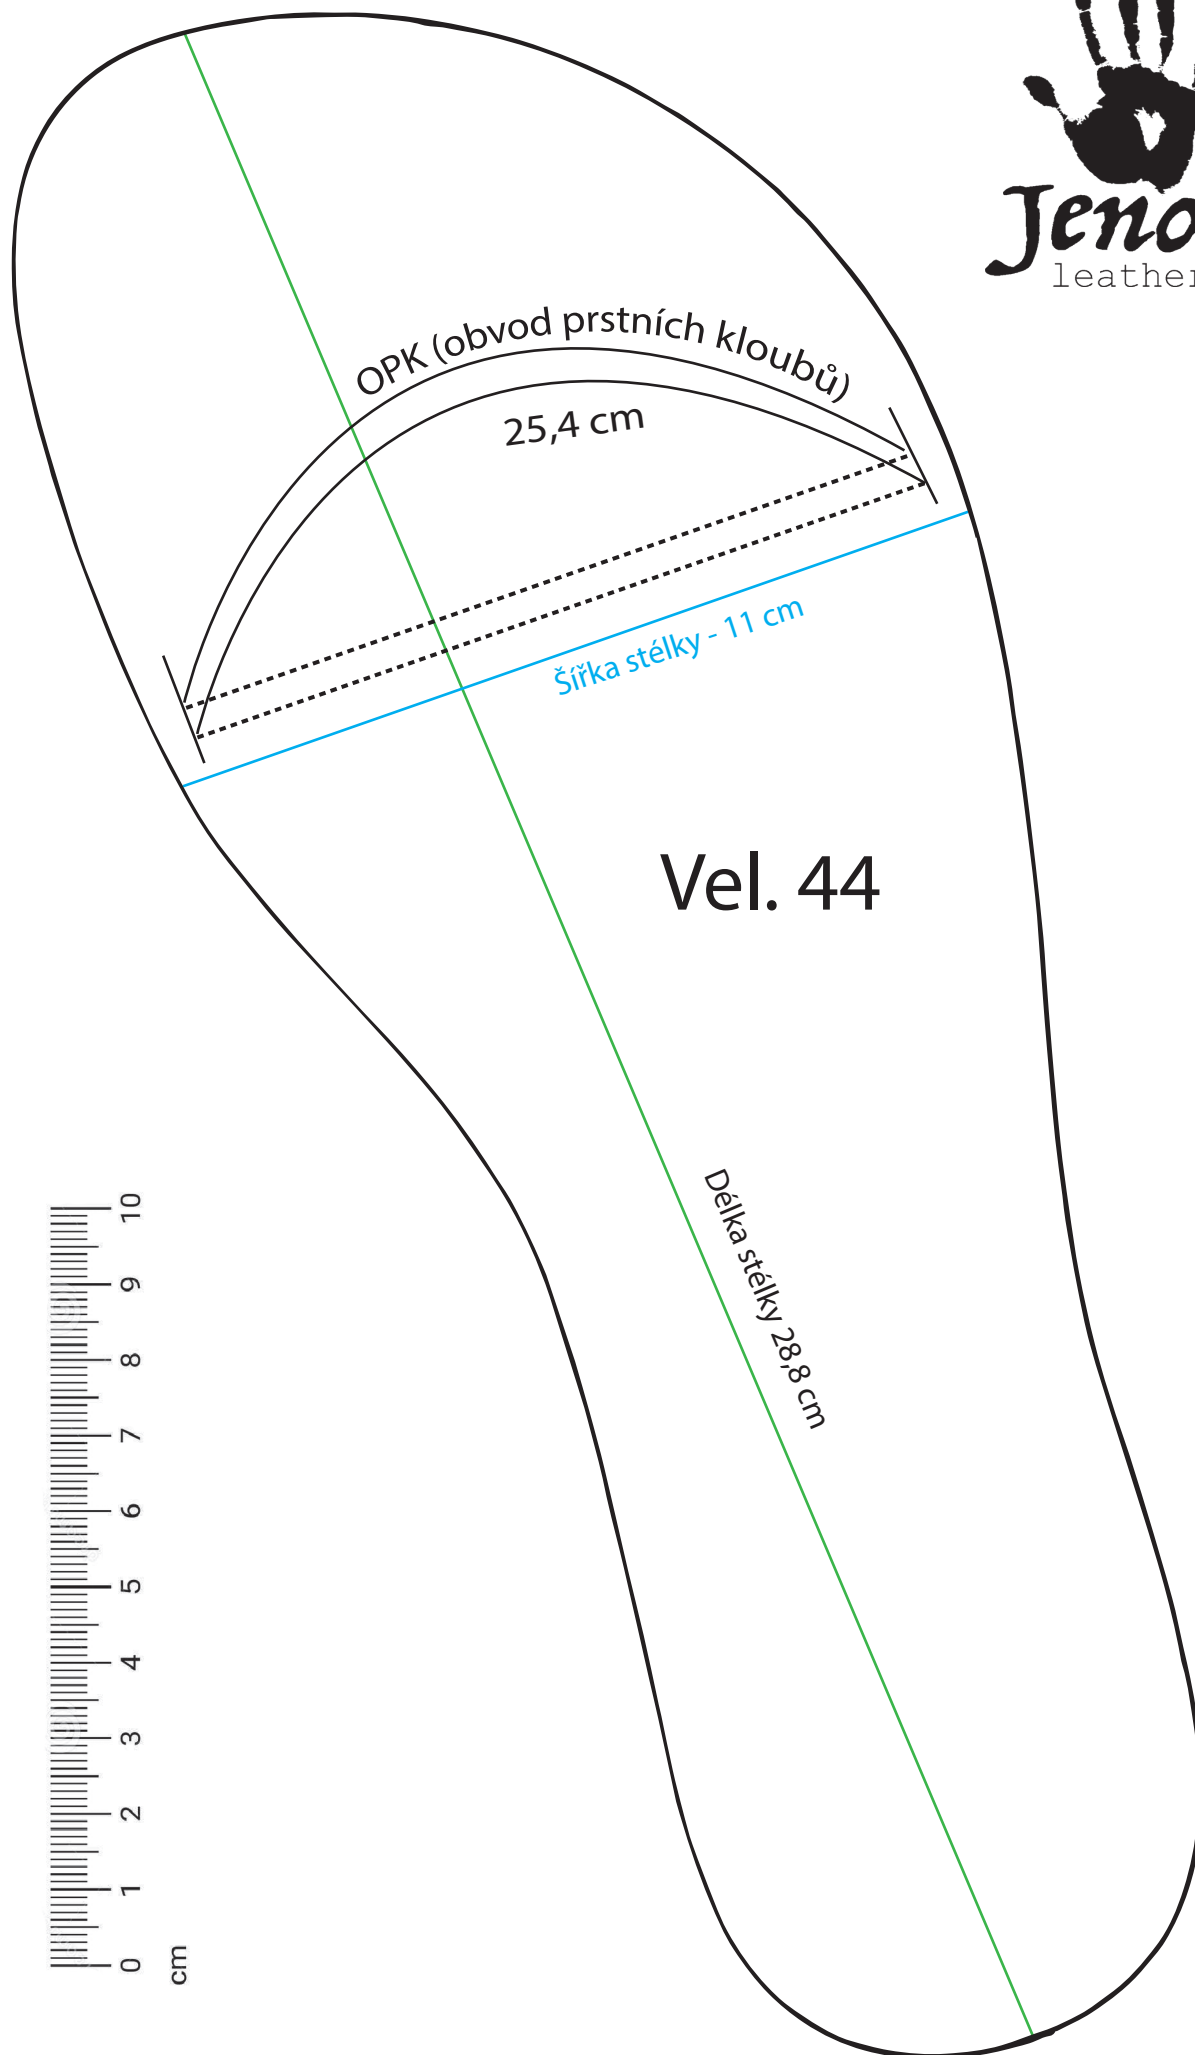 Jeno
leather
OPK (obvod prstních kloubů)
25,4 cm
Šířka stélky - 11 cm
Vel. 44
Délka stélky 28,8 cm
10
9
8
7
6
5
4
3
2
1
0
cm